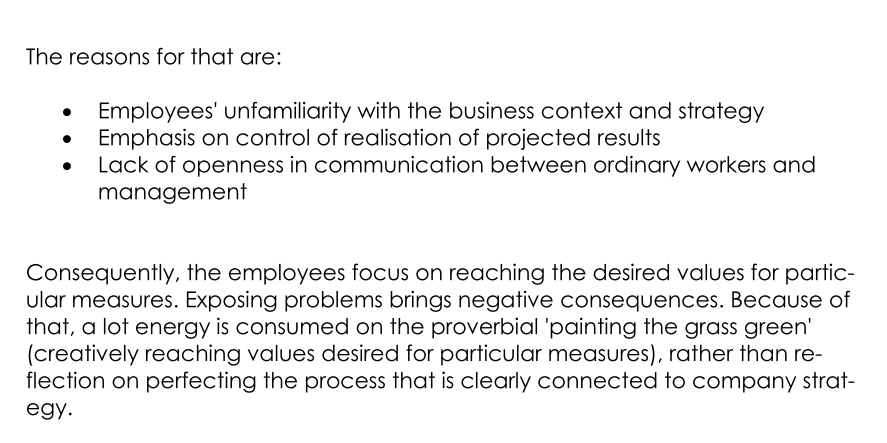 The reasons for that are:
• Employees' unfamiliarity with the business context and strategy
• Emphasis on control of realisation of projected results
• Lack of openness in communication between ordinary workers and
management
Consequently, the employees focus on reaching the desired values for partic-
ular measures. Exposing problems brings negative consequences. Because of
that, a lot energy is consumed on the proverbial 'painting the grass green'
(creatively reaching values desired for particular measures), rather than re-
flection on perfecting the process that is clearly connected to company strat-
egy.